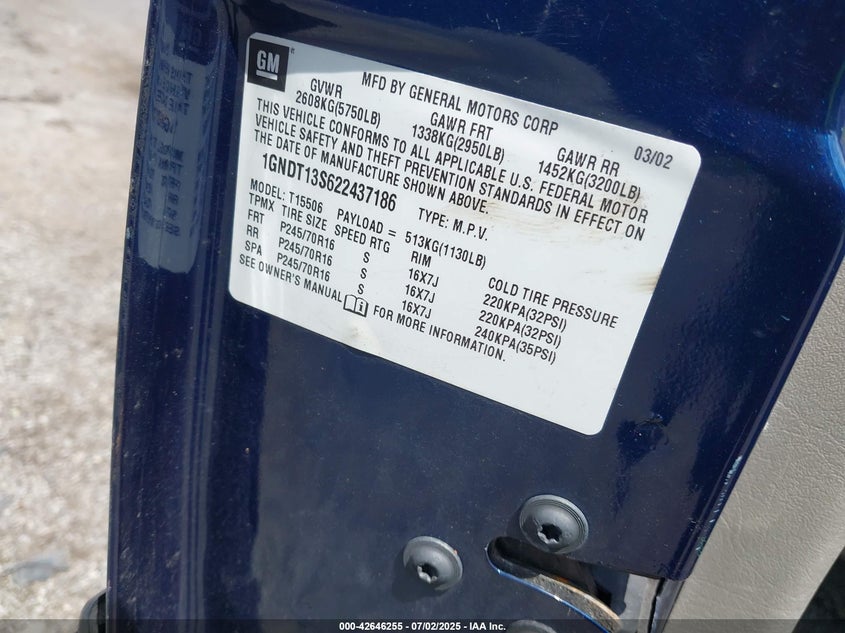 GM
MFD BY GENERAL MOTORS CORP 03/02
GVWR GAWR FRT GAWR RR
2608KG(5750LB) 1338KG(2950LB) 1452KG(3200LB)
THIS VEHICLE CONFORMS TO ALL APPLICABLE U.S. FEDERAL MOTOR
VEHICLE SAFETY AND THEFT PREVENTION STANDARDS IN EFFECT ON
THE DATE OF MANUFACTURE SHOWN ABOVE.
1GNDT13S622437186 TYPE: M.P.V.
MODEL: T15506 PAYLOAD = 513KG(1130LB)
TPMX TIRE SIZE SPEED RTG RIM COLD TIRE PRESSURE
FRT P245/70R16 S 16X7J 220KPA(32PSI)
RR P245/70R16 S 16X7J 220KPA(32PSI)
SPA P245/70R16 S 16X7J 240KPA(35PSI)
SEE OWNER'S MANUAL FOR MORE INFORMATION.
000-42646255 - 07/02/2025 - IAA Inc.